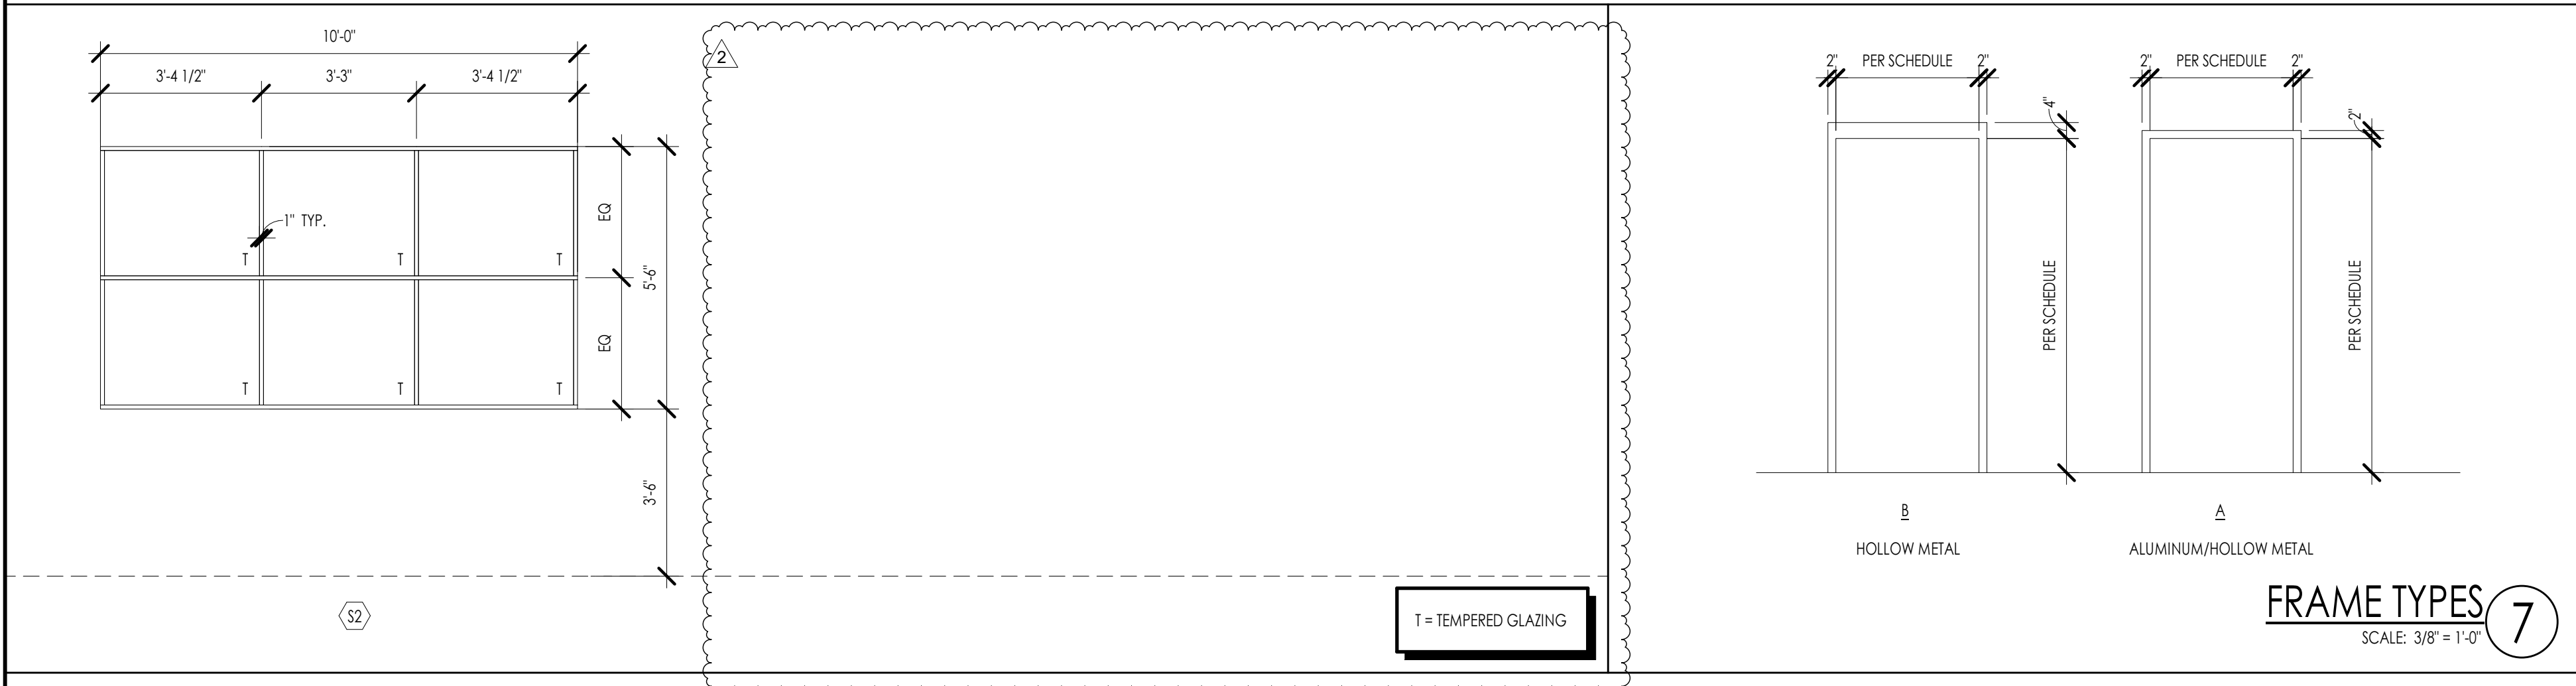 10'-0"
3'-4 1/2"
3'-3"
3'-4 1/2"
1" TYP.
T
T
T
T
T
T
EQ
EQ
5'-6"
3'-6"
S2
2
T = TEMPERED GLAZING
2"
PER SCHEDULE
2"
4"
PER SCHEDULE
B
HOLLOW METAL
2"
PER SCHEDULE
2"
2"
PER SCHEDULE
A
ALUMINUM/HOLLOW METAL
FRAME TYPES
SCALE: 3/8" = 1'-0"
7